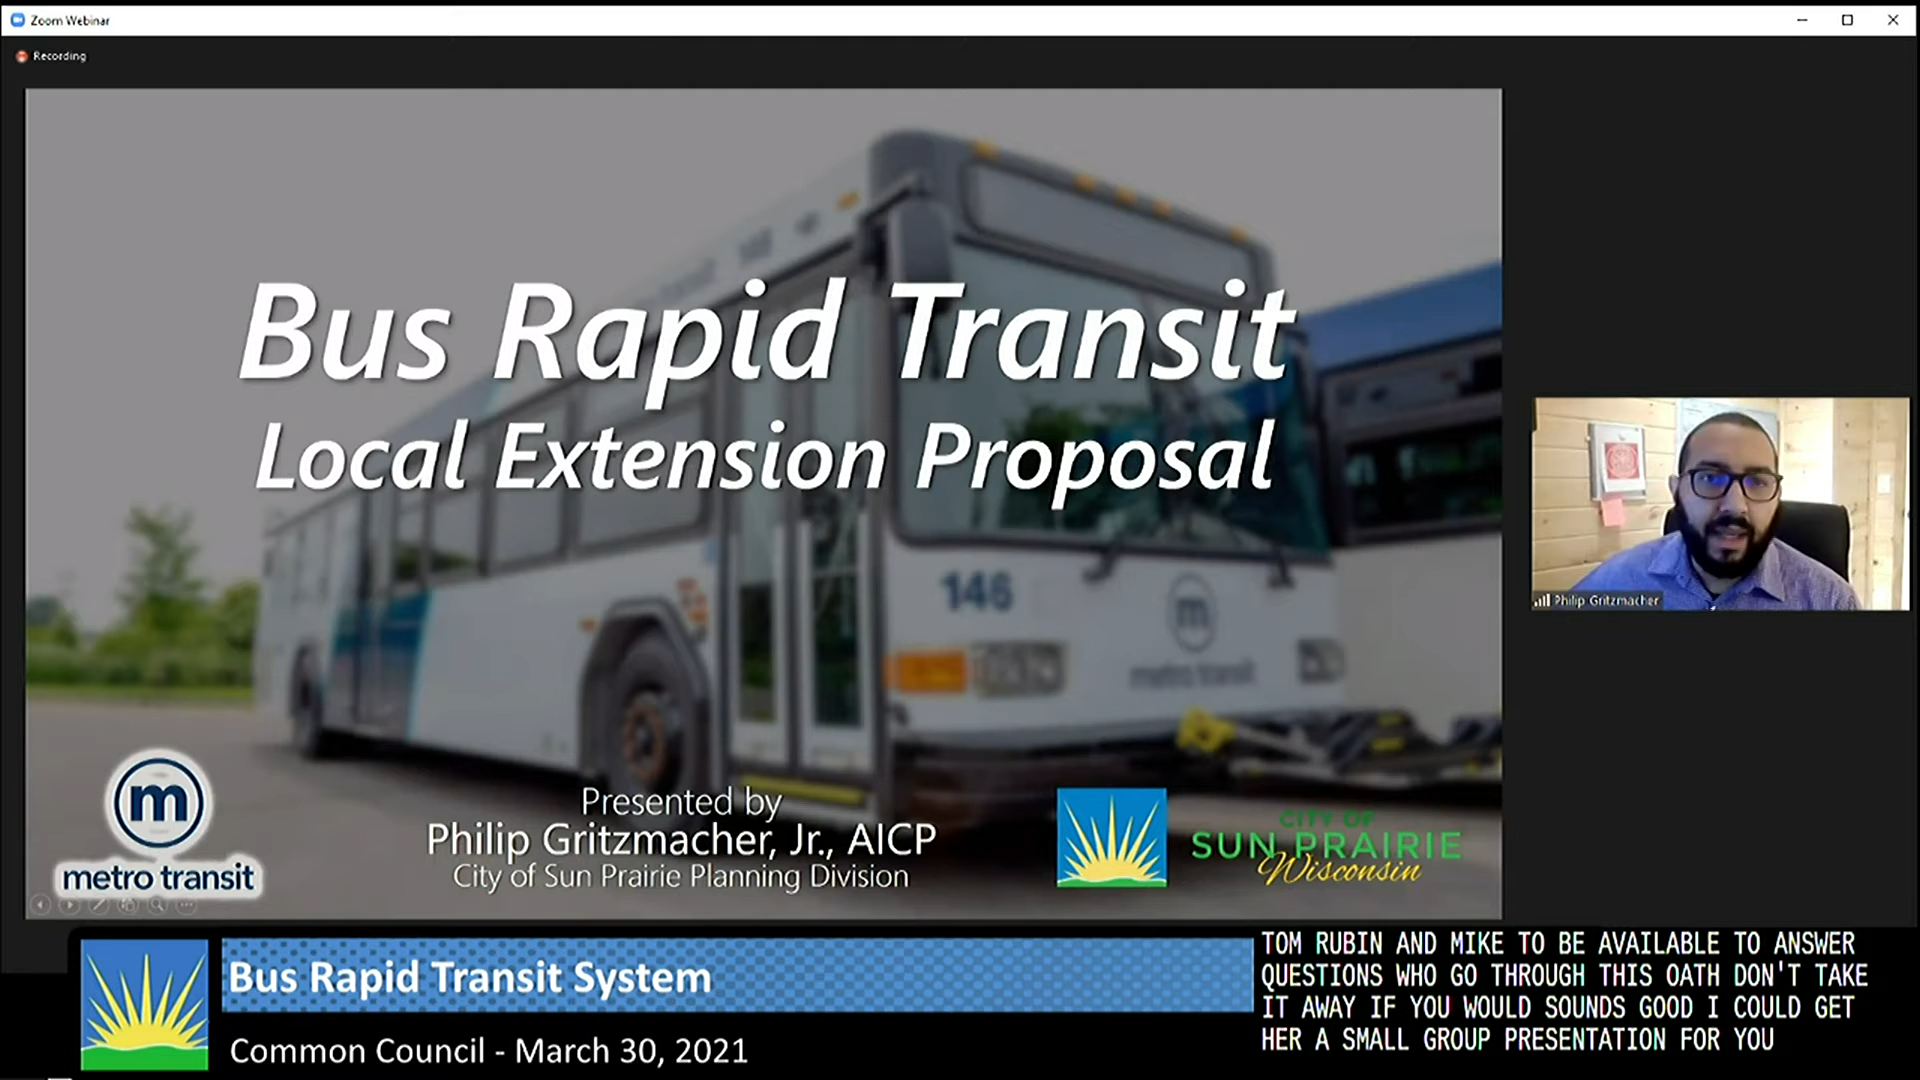 Zoom Webinar
Recording
Bus Rapid Transit
Local Extension Proposal
146
m
metro transit
Presented by
Philip Gritzmacher, Jr., AICP
City of Sun Prairie Planning Division
m
metro transit
CITY OF
SUN PRAIRIE
Wisconsin
Philip Gritzmacher
Bus Rapid Transit System
Common Council - March 30, 2021
TOM RUBIN AND MIKE TO BE AVAILABLE TO ANSWER
QUESTIONS WHO GO THROUGH THIS OATH DON'T TAKE
IT AWAY IF YOU WOULD SOUNDS GOOD I COULD GET
HER A SMALL GROUP PRESENTATION FOR YOU